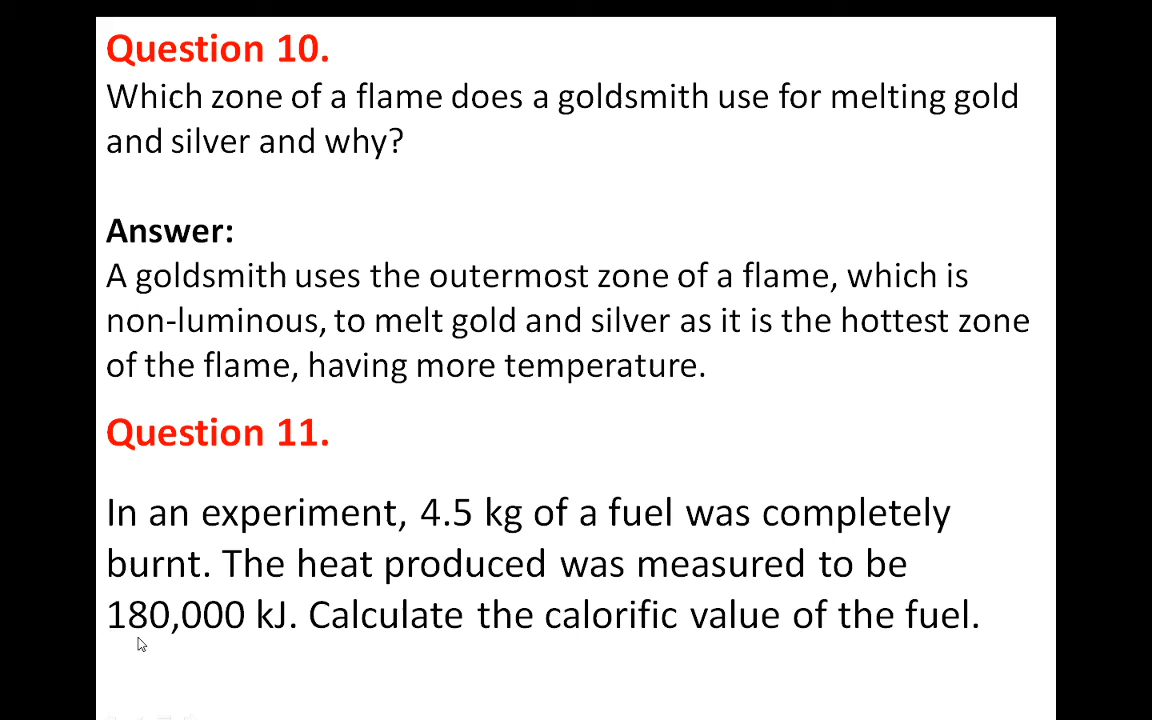 Question 10.
Which zone of a flame does a goldsmith use for melting gold
and silver and why?
Answer:
A goldsmith uses the outermost zone of a flame, which is
non-luminous, to melt gold and silver as it is the hottest zone
of the flame, having more temperature.
Question 11.
In an experiment, 4.5 kg of a fuel was completely
burnt. The heat produced was measured to be
180,000 kJ. Calculate the calorific value of the fuel.